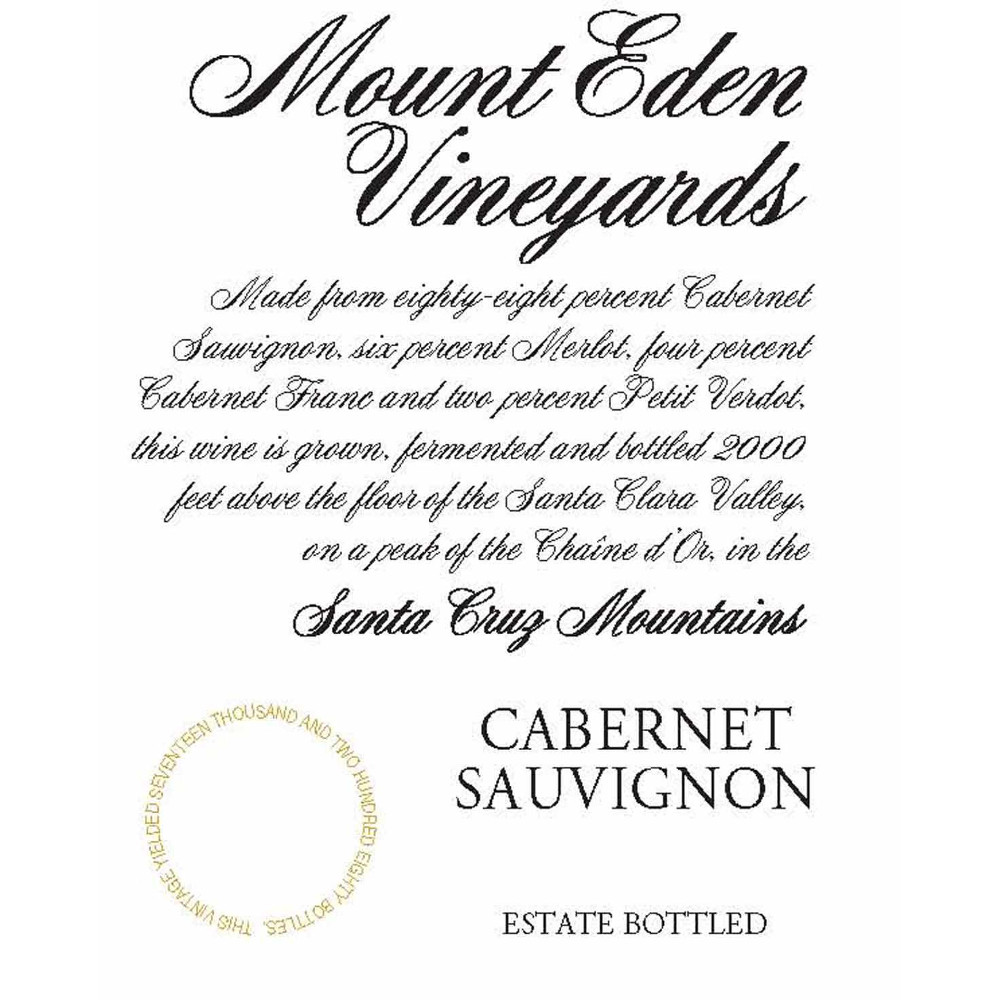 Mount Eden
Vineyards
Made from eighty-eight percent Cabernet
Sauvignon, six percent Merlot, four percent
Cabernet Franc and two percent Petit Verdot,
this wine is grown, fermented and bottled 2000
feet above the floor of the Santa Clara Valley,
on a peak of the Chaîne d'Or, in the
Santa Cruz Mountains
THIS VINTAGE YIELDED SEVENTEEN THOUSAND AND TWO HUNDRED EIGHTY BOTTLES.
CABERNET
SAUVIGNON
ESTATE BOTTLED